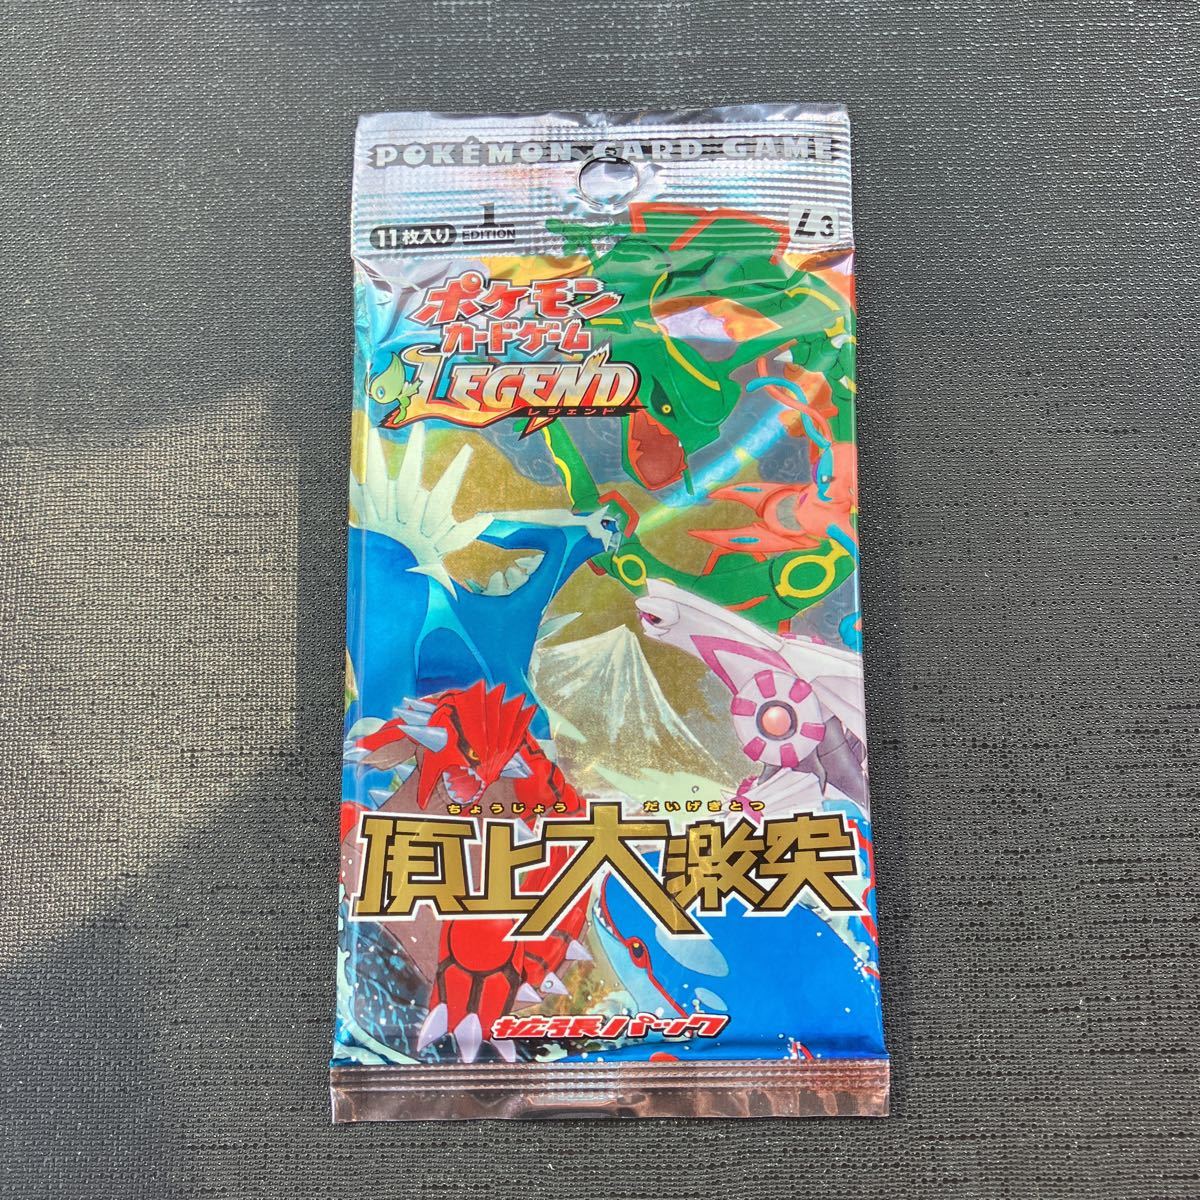 POKÉMON CARD GAME
11枚入り
1
EDITION
L3
ポケモン
カードゲーム
LEGEND
レジェンド
ちょうじょう だいげきとつ
頂上大激突
拡張パック